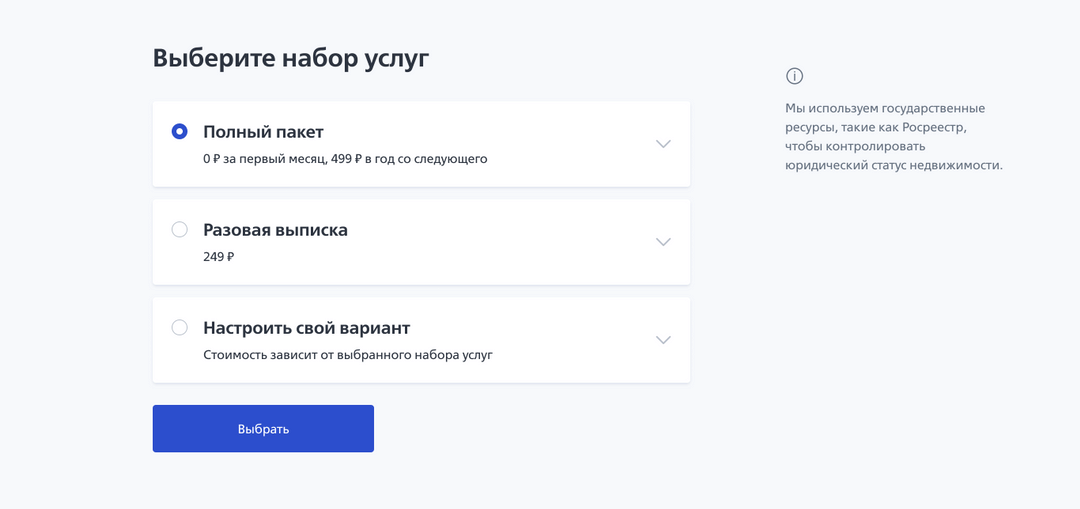 Выберите набор услуг
Полный пакет
0 ₽ за первый месяц, 499 ₽ в год со следующего
Разовая выписка
249 ₽
Настроить свой вариант
Стоимость зависит от выбранного набора услуг
Выбрать
Мы используем государственные
ресурсы, такие как Росреестр,
чтобы контролировать
юридический статус недвижимости.